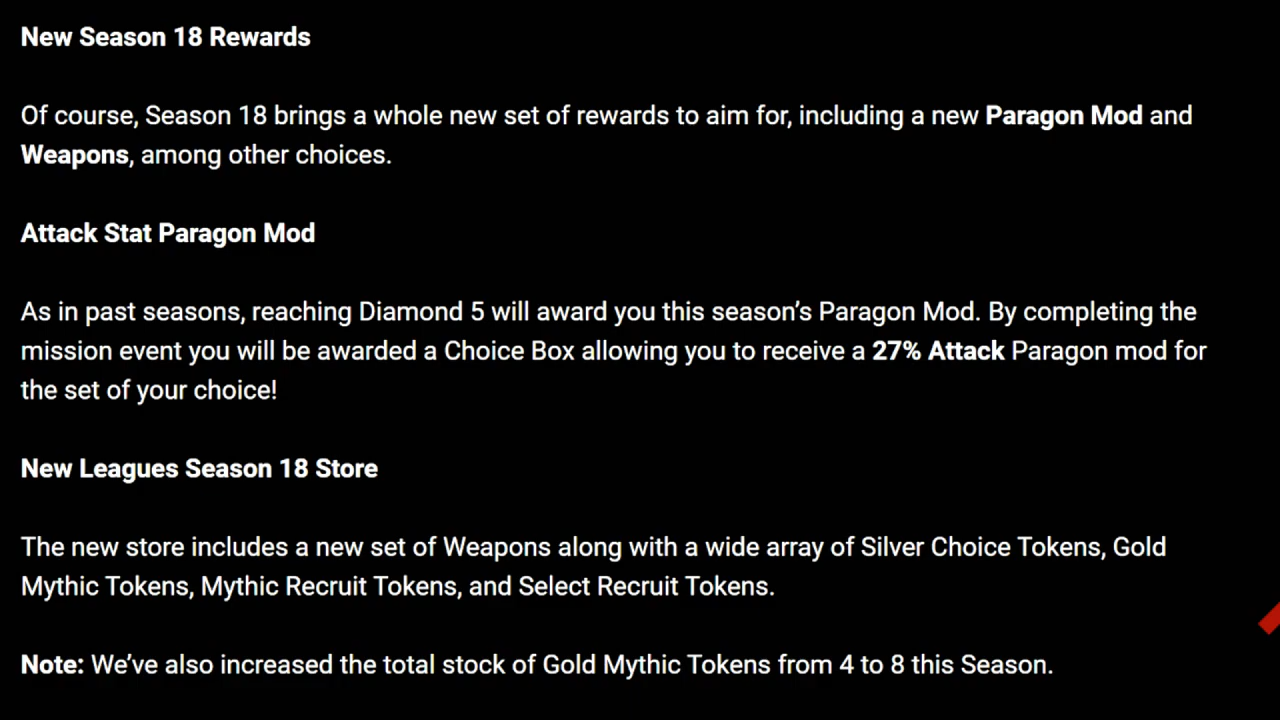 New Season 18 Rewards
Of course, Season 18 brings a whole new set of rewards to aim for, including a new Paragon Mod and
Weapons, among other choices.
Attack Stat Paragon Mod
As in past seasons, reaching Diamond 5 will award you this season’s Paragon Mod. By completing the
mission event you will be awarded a Choice Box allowing you to receive a 27% Attack Paragon mod for
the set of your choice!
New Leagues Season 18 Store
The new store includes a new set of Weapons along with a wide array of Silver Choice Tokens, Gold
Mythic Tokens, Mythic Recruit Tokens, and Select Recruit Tokens.
Note: We’ve also increased the total stock of Gold Mythic Tokens from 4 to 8 this Season.